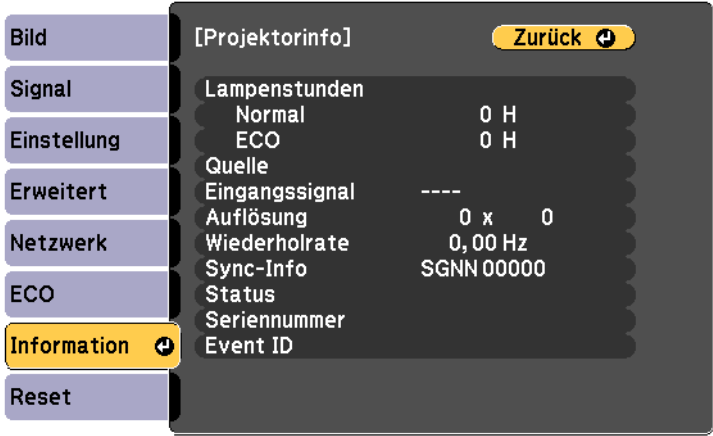 Bild
Signal
Einstellung
Erweitert
Netzwerk
ECO
Information
Reset
[Projektorinfo]
Zurück
Lampenstunden
Normal 0 H
ECO 0 H
Quelle
Eingangssignal ----
Auflösung 0 x 0
Wiederholrate 0,00 Hz
Sync-Info SGNN 00000
Status
Seriennummer
Event ID